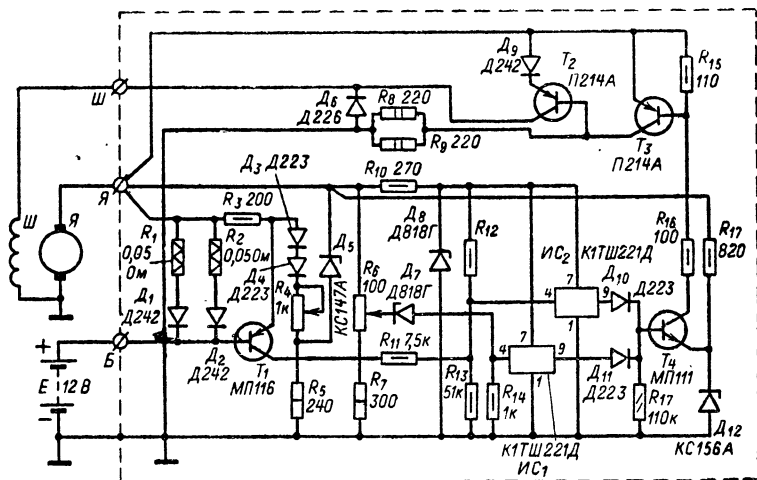 Д9
Д242
T2
П214А
R15
110
Ш
Д6
Д226
R8 220
R9 220
T3
П214А
Д3 Д223
Я
R10 270
R3 200
R16
100
R17
820
Ш
Я
R1
0,05
Ом
R2
0,05Ом
Д5
Д8
Д818Г
R12
ИС2
К1ТШ221Д
Д4
Д223
R6
100
Д7
Д818Г
4
7
9
1
Д10
Д223
R4
1к
КС147А
Д1
Д242
+
Б
Д2
Д242
T1
МП116
R11 7,5к
4
7
9
1
T4
МП111
Е
12 В
−
R5
240
R7
300
R13
51к
R14
1к
Д11
Д223
R17
110к
Д12
КС156А
К1ТШ221Д
ИС1